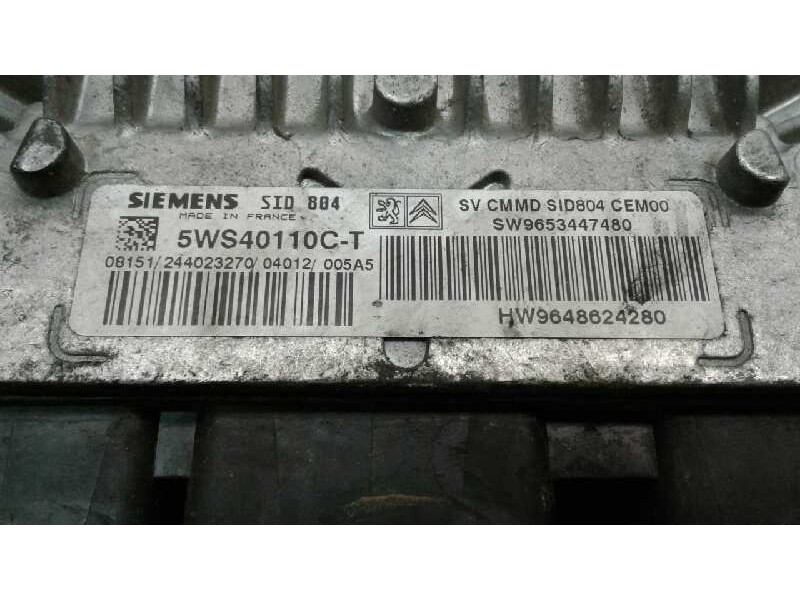 SIEMENS SID 804
MADE IN FRANCE
5WS40110C-T
08151/244023270/04012/005A5
SV CMMD SID804 CEM00
SW9653447480
HW9648624280